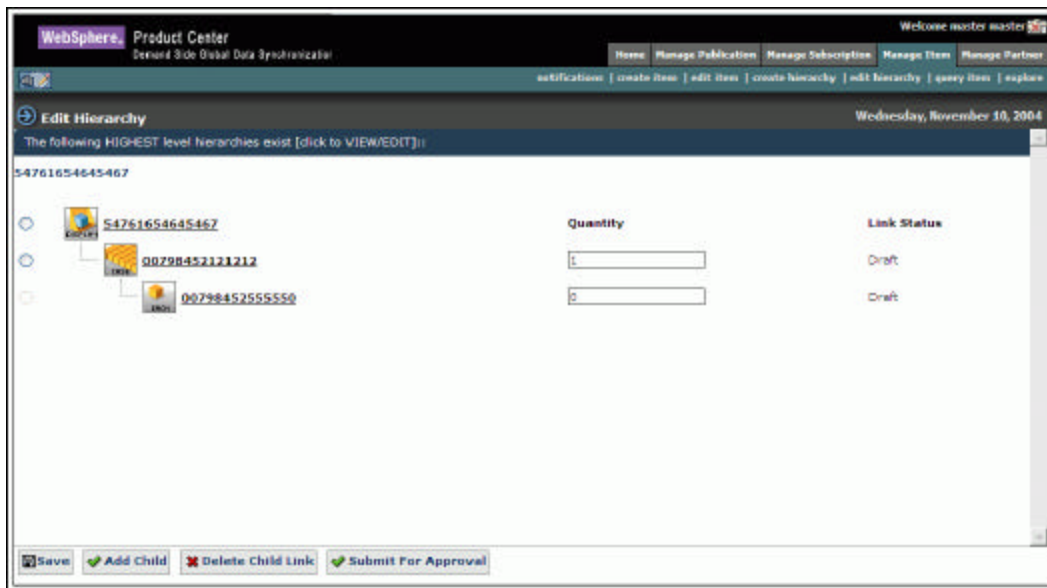 WebSphere. Product Center
Demand Side Global Data Synchronization
Welcome master master
Home Manage Publication Manage Subscription Manage Item Manage Partner
notifications | create item | edit item | create hierarchy | edit hierarchy | query item | explore
Edit Hierarchy
Wednesday, November 10, 2004
The following HIGHEST level hierarchies exist [click to VIEW/EDIT]::
54761654645467
54761654645467 Quantity Link Status
00798452121212 1 Draft
00798452555550 0 Draft
Save Add Child Delete Child Link Submit For Approval